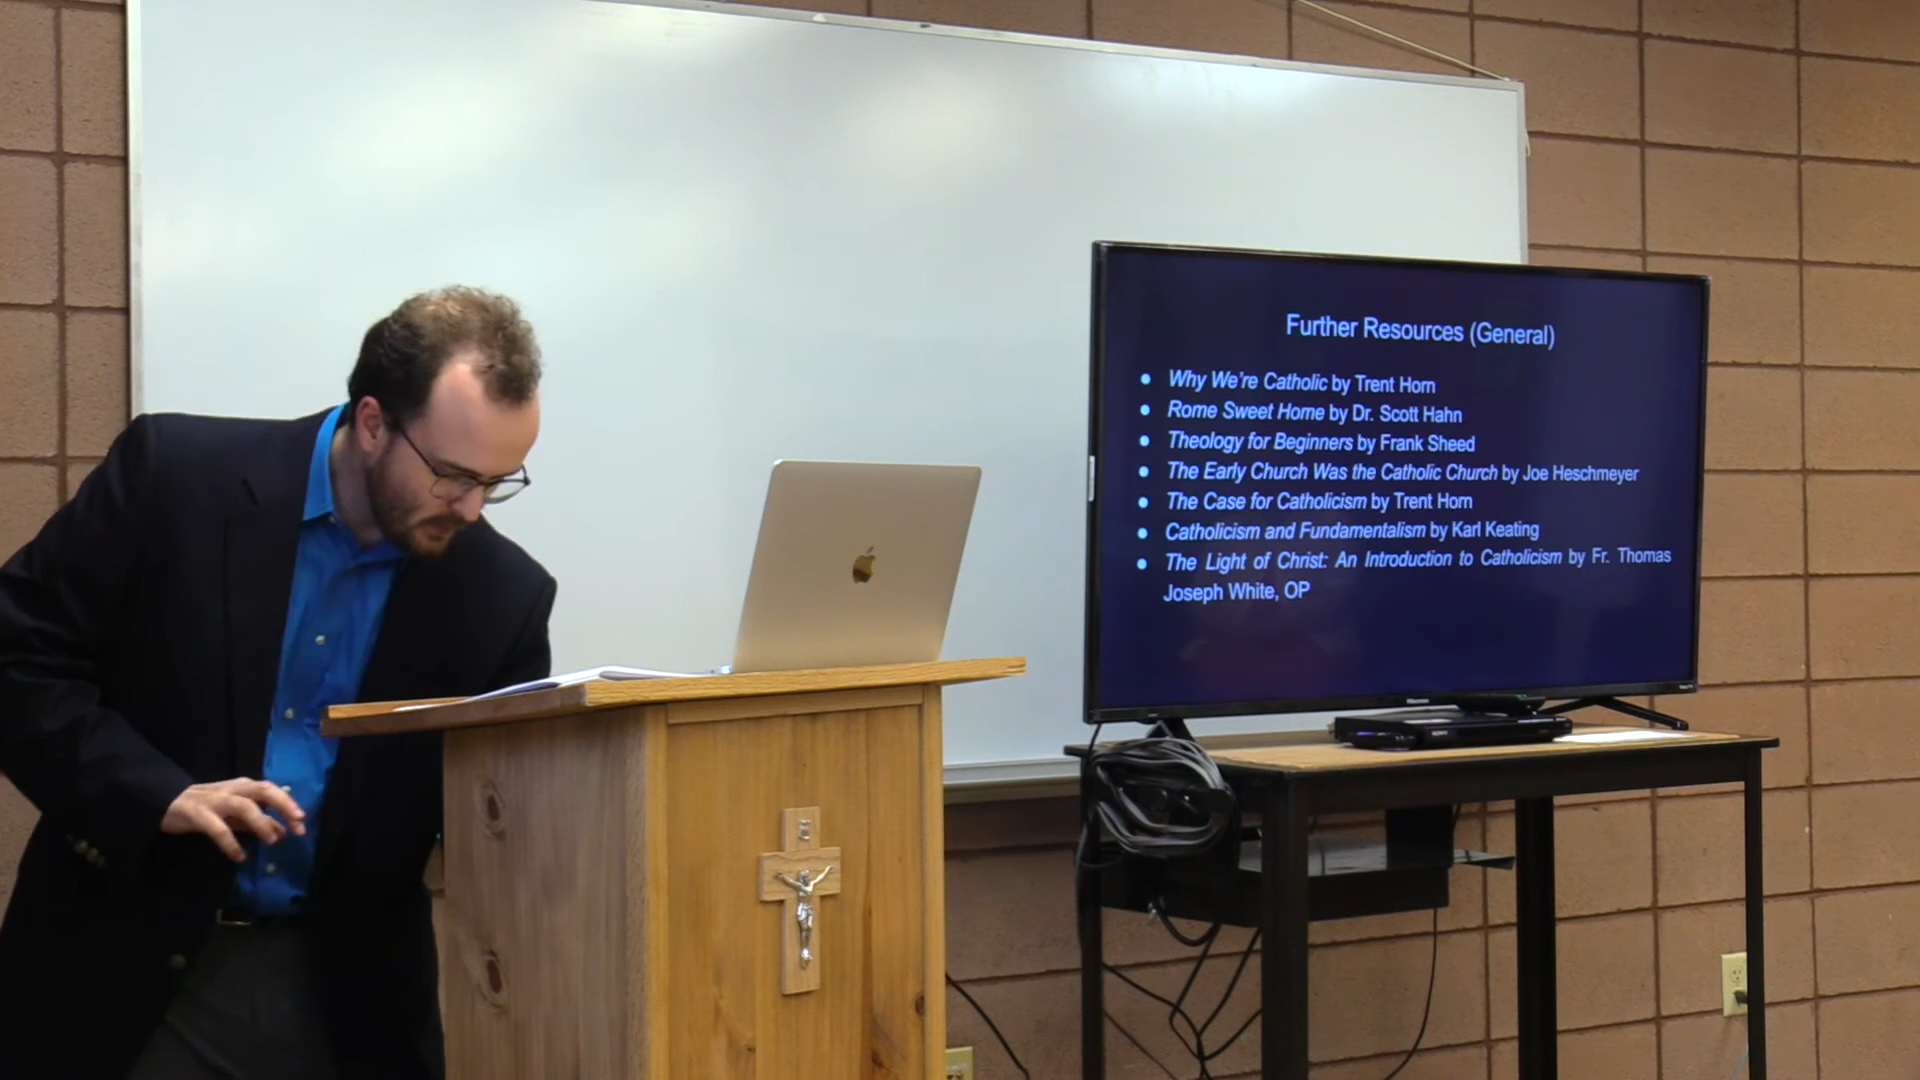 Further Resources (General)
● Why We're Catholic by Trent Horn
● Rome Sweet Home by Dr. Scott Hahn
● Theology for Beginners by Frank Sheed
● The Early Church Was the Catholic Church by Joe Heschmeyer
● The Case for Catholicism by Trent Horn
● Catholicism and Fundamentalism by Karl Keating
● The Light of Christ: An Introduction to Catholicism by Fr. Thomas
Joseph White, OP
Hisense
SONY